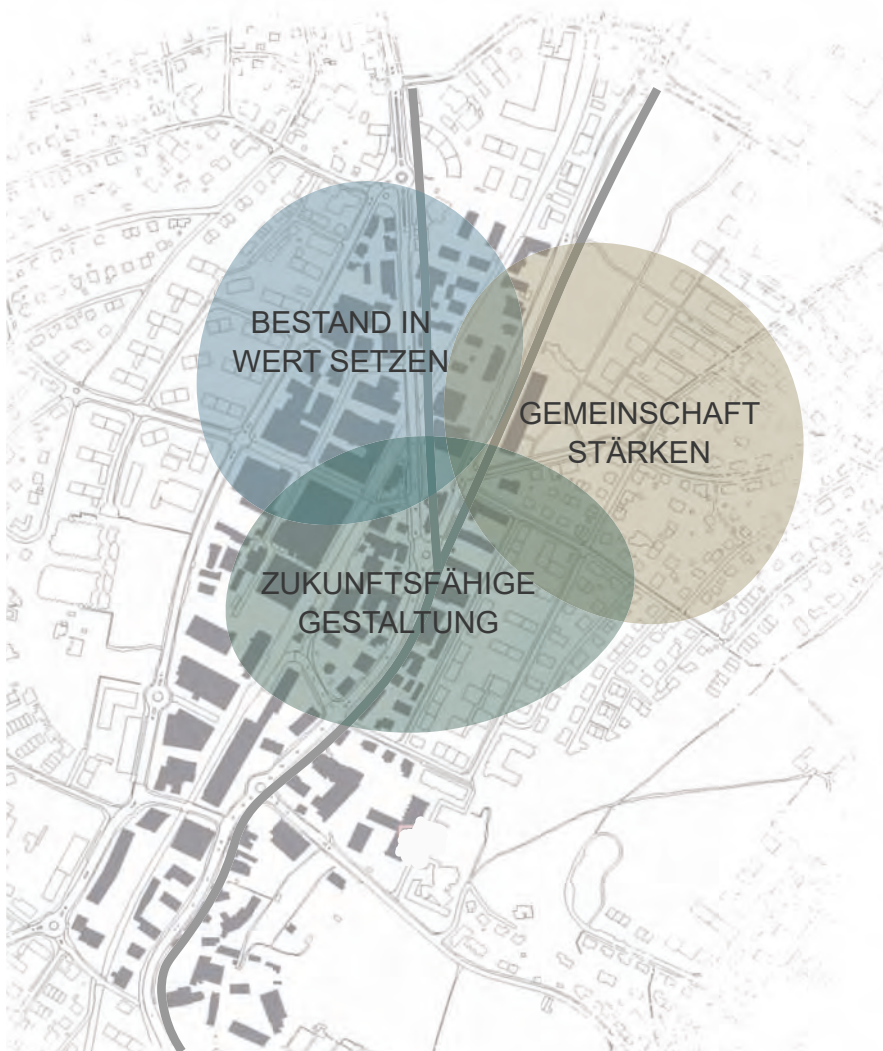 BESTAND IN
WERT SETZEN
GEMEINSCHAFT
STÄRKEN
ZUKUNFTSFÄHIGE
GESTALTUNG